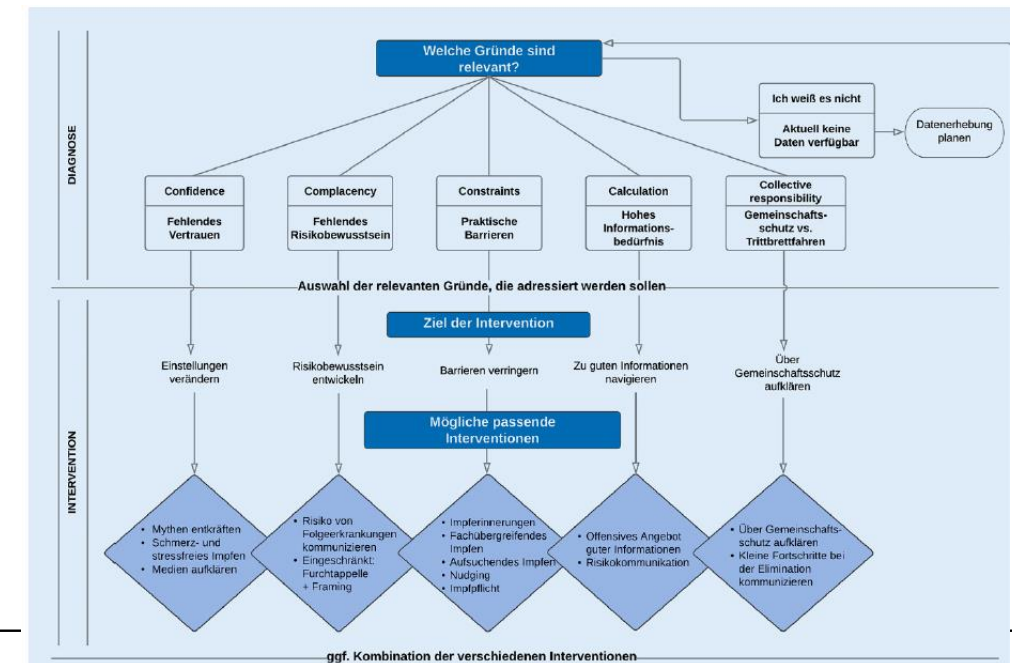 Welche Gründe sind
relevant?
Ich weiß es nicht
Aktuell keine
Daten verfügbar
Datenerhebung
planen
DIAGNOSE
Confidence
Fehlendes
Vertrauen
Complacency
Fehlendes
Risikobewusstsein
Constraints
Praktische
Barrieren
Calculation
Hohes
Informations-
bedürfnis
Collective
responsibility
Gemeinschafts-
schutz vs.
Trittbrettfahren
Auswahl der relevanten Gründe, die adressiert werden sollen
INTERVENTION
Ziel der Intervention
Einstellungen
verändern
Risikobewusstsein
entwickeln
Barrieren verringern
Zu guten Informationen
navigieren
Über
Gemeinschaftsschutz
aufklären
Mögliche passende
Interventionen
• Mythen entkräften
• Schmerz- und
stressfreies Impfen
• Medien aufklären
• Risiko von
Folgeerkrankungen
kommunizieren
• Eingeschränkt:
Furchtappelle
+ Framing
• Impferinnerungen
• Fachübergreifendes
Impfen
• Aufsuchendes Impfen
• Nudging
• Impfpflicht
• Offensives Angebot
guter Informationen
• Risikokommunikation
• Über Gemeinschafts-
schutz aufklären
• Kleine Fortschritte bei
der Elimination
kommunizieren
ggf. Kombination der verschiedenen Interventionen